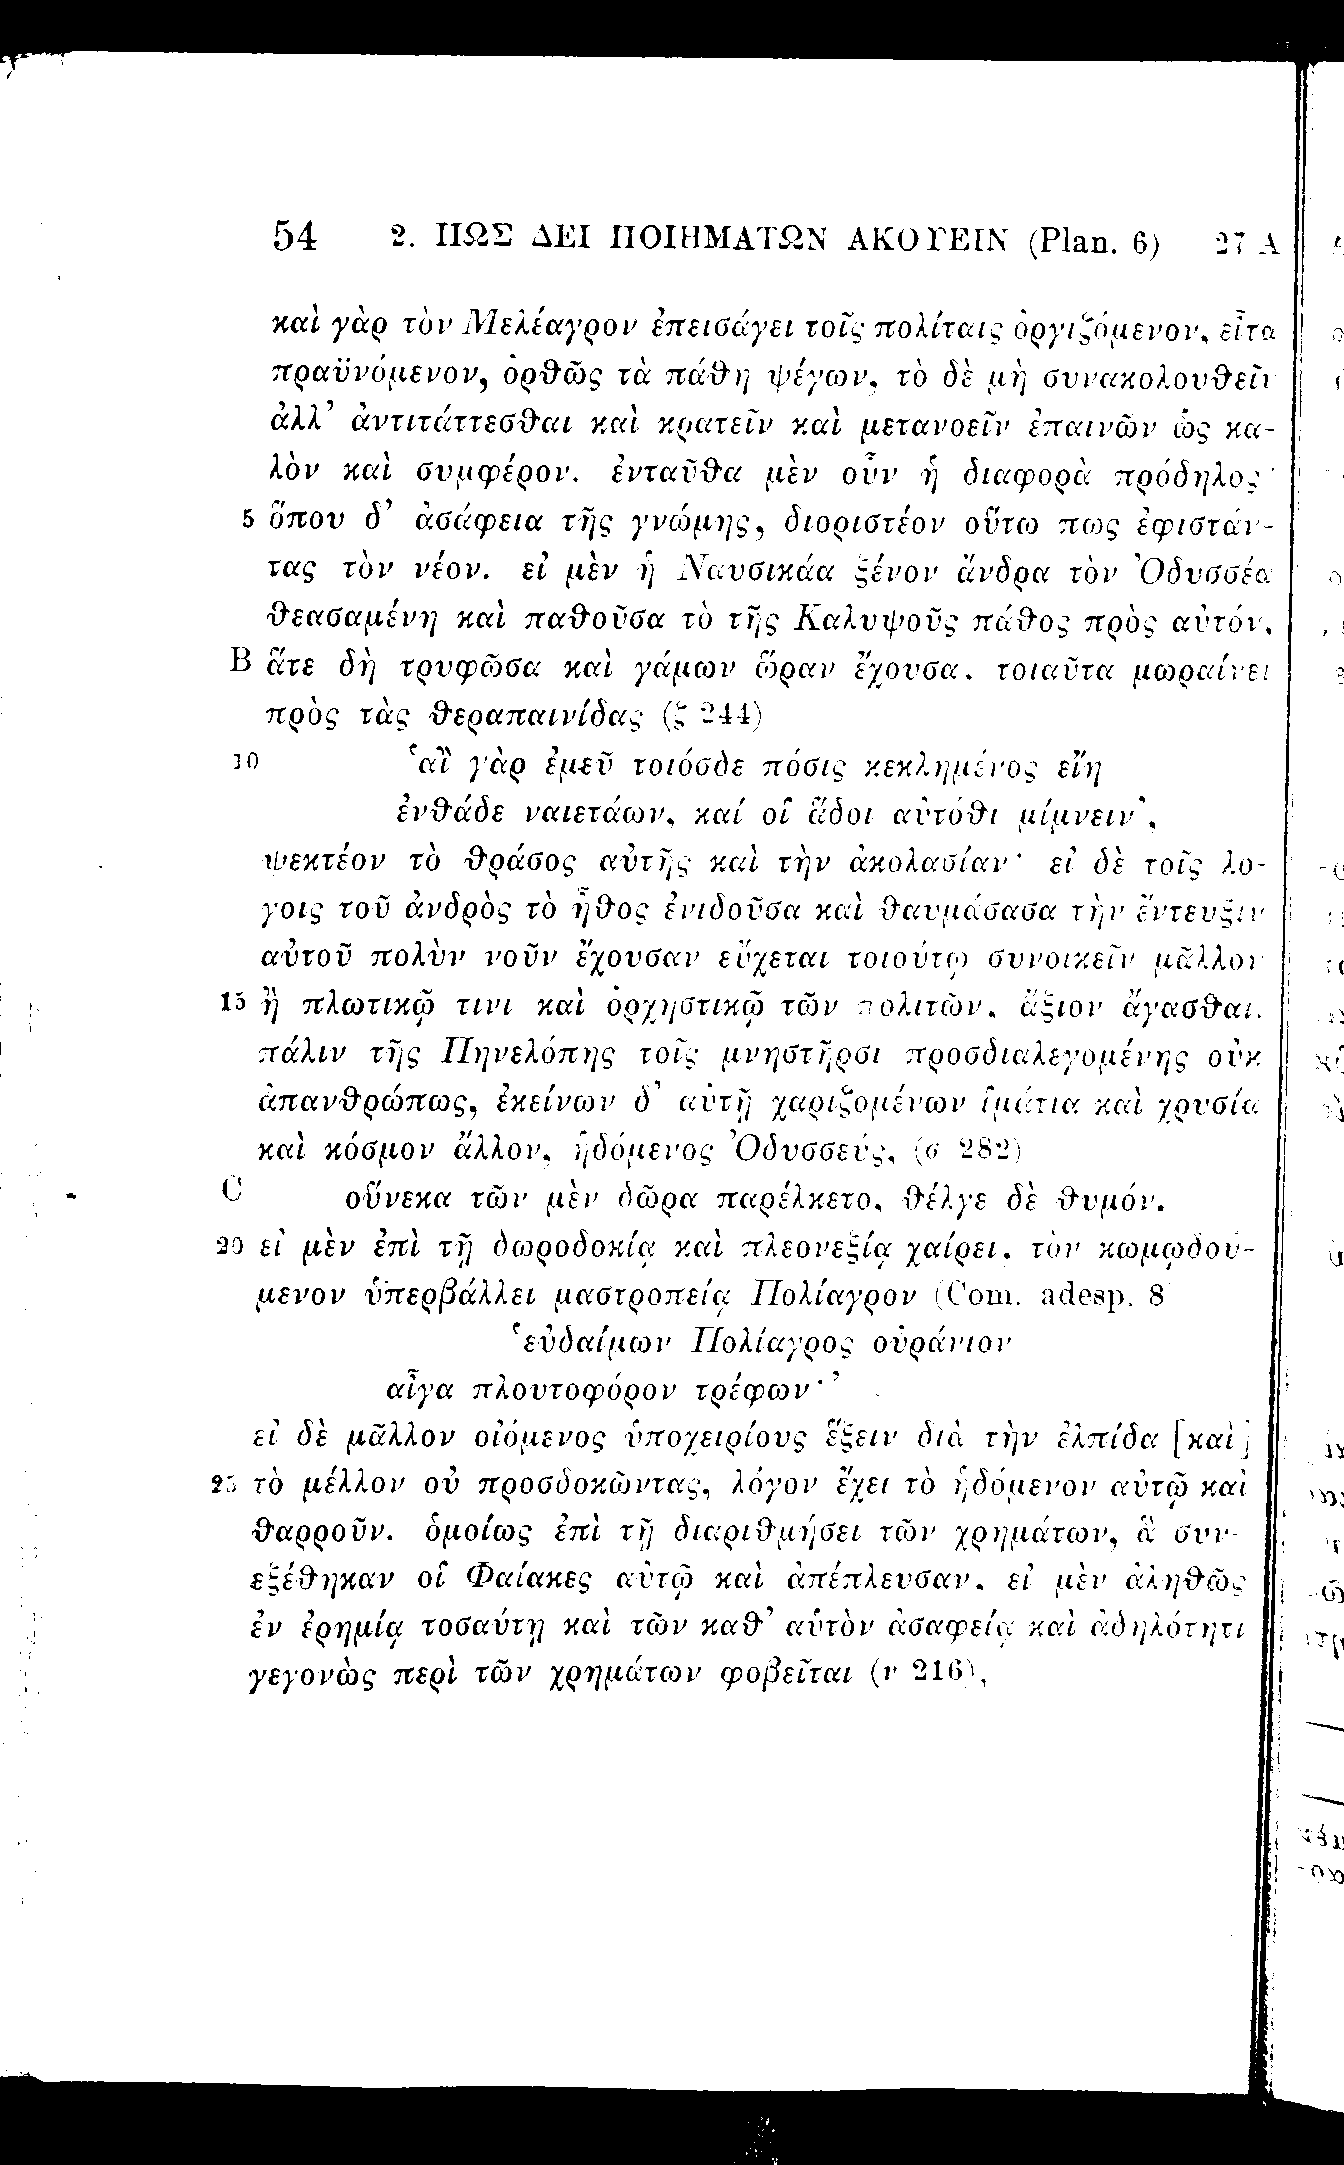 54 2. ΠΩΣ ΔΕΙ ΠΟΙΗΜΑΤΩΝ ΑΚΟΥΕΙΝ (Plan. 6) 27 A
καὶ γὰρ τὸν Μελέαγρον ἐπεισάγει τοῖς πολίταις ὀργιζόμενον, εἶτα
πραϋνόμενον, ὀρθῶς τὰ πάθη ψέγων, τὸ δὲ μὴ συνακολουθεῖν
ἀλλ’ ἀντιτάττεσθαι καὶ κρατεῖν καὶ μετανοεῖν ἐπαινῶν ὡς κα-
λὸν καὶ συμφέρον. ἐνταῦθα μὲν οὖν ἡ διαφορὰ πρόδηλος·
5 ὅπου δ’ ἀσάφεια τῆς γνώμης, διοριστέον οὕτω πως ἐφιστάν-
τας τὸν νέον. εἰ μὲν ἡ Ναυσικάα ξένον ἄνδρα τὸν Ὀδυσσέα
θεασαμένη καὶ παθοῦσα τὸ τῆς Καλυψοῦς πάθος πρὸς αὐτόν,
B ἅτε δὴ τρυφῶσα καὶ γάμων ὥραν ἔχουσα, τοιαῦτα μωραίνει
πρὸς τὰς θεραπαινίδας (ζ 244)
10 ‘αἲ γὰρ ἐμεῦ τοιόσδε πόσις κεκλημένος εἴη
ἐνθάδε ναιετάων, καί οἱ ἅδοι αὐτόθι μίμνειν’,
ψεκτέον τὸ θράσος αὐτῆς καὶ τὴν ἀκολασίαν· εἰ δὲ τοῖς λό-
γοις τοῦ ἀνδρὸς τὸ ἦθος ἐνιδοῦσα καὶ θαυμάσασα τὴν ἔντευξιν
αὐτοῦ πολὺν νοῦν ἔχουσαν εὔχεται τοιούτῳ συνοικεῖν μᾶλλον
15 ἢ πλωτικῷ τινι καὶ ὀρχηστικῷ τῶν πολιτῶν, ἄξιον ἄγασθαι.
πάλιν τῆς Πηνελόπης τοῖς μνηστῆρσι προσδιαλεγομένης οὐκ
ἀπανθρώπως, ἐκείνων δ’ αὐτῇ χαριζομένων ἱμάτια καὶ χρυσία
καὶ κόσμον ἄλλον, ἡδόμενος Ὀδυσσεύς, (σ 282)
C οὕνεκα τῶν μὲν δῶρα παρέλκετο, θέλγε δὲ θυμόν,
20 εἰ μὲν ἐπὶ τῇ δωροδοκίᾳ καὶ πλεονεξίᾳ χαίρει, τὸν κωμῳδού-
μενον ὑπερβάλλει μαστροπείᾳ Πολίαγρον (Com. adesp. 8
‘εὐδαίμων Πολίαγρος οὐράνιον
αἶγα πλουτοφόρον τρέφων·’
εἰ δὲ μᾶλλον οἰόμενος ὑποχειρίους ἕξειν διὰ τὴν ἐλπίδα [καὶ]
25 τὸ μέλλον οὐ προσδοκῶντας, λόγον ἔχει τὸ ἡδόμενον αὐτῷ καὶ
θαρροῦν. ὁμοίως ἐπὶ τῇ διαριθμήσει τῶν χρημάτων, ἃ συν-
εξέθηκαν οἱ Φαίακες αὐτῷ καὶ ἀπέπλευσαν, εἰ μὲν ἀληθῶς
ἐν ἐρημίᾳ τοσαύτῃ καὶ τῶν καθ’ αὑτὸν ἀσαφείᾳ καὶ ἀδηλότητι
γεγονὼς περὶ τῶν χρημάτων φοβεῖται (ν 216),